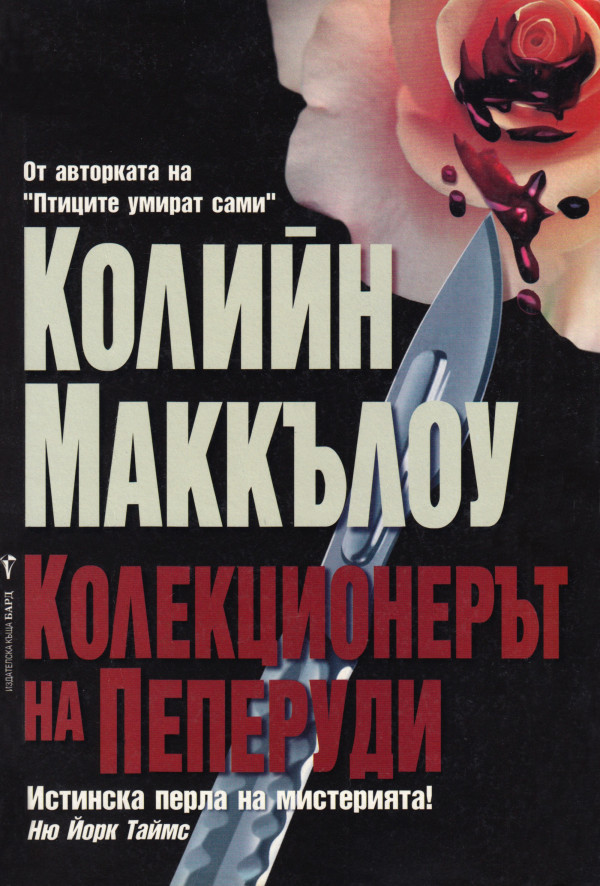 От авторката на
"Птиците умират сами"
КОЛИЙН
МАККЪЛОУ
КОЛЕКЦИОНЕРЪТ
НА ПЕПЕРУДИ
Истинска перла на мистерията!
Ню Йорк Таймс
ИЗДАТЕЛСКА КЪЩА БАРД